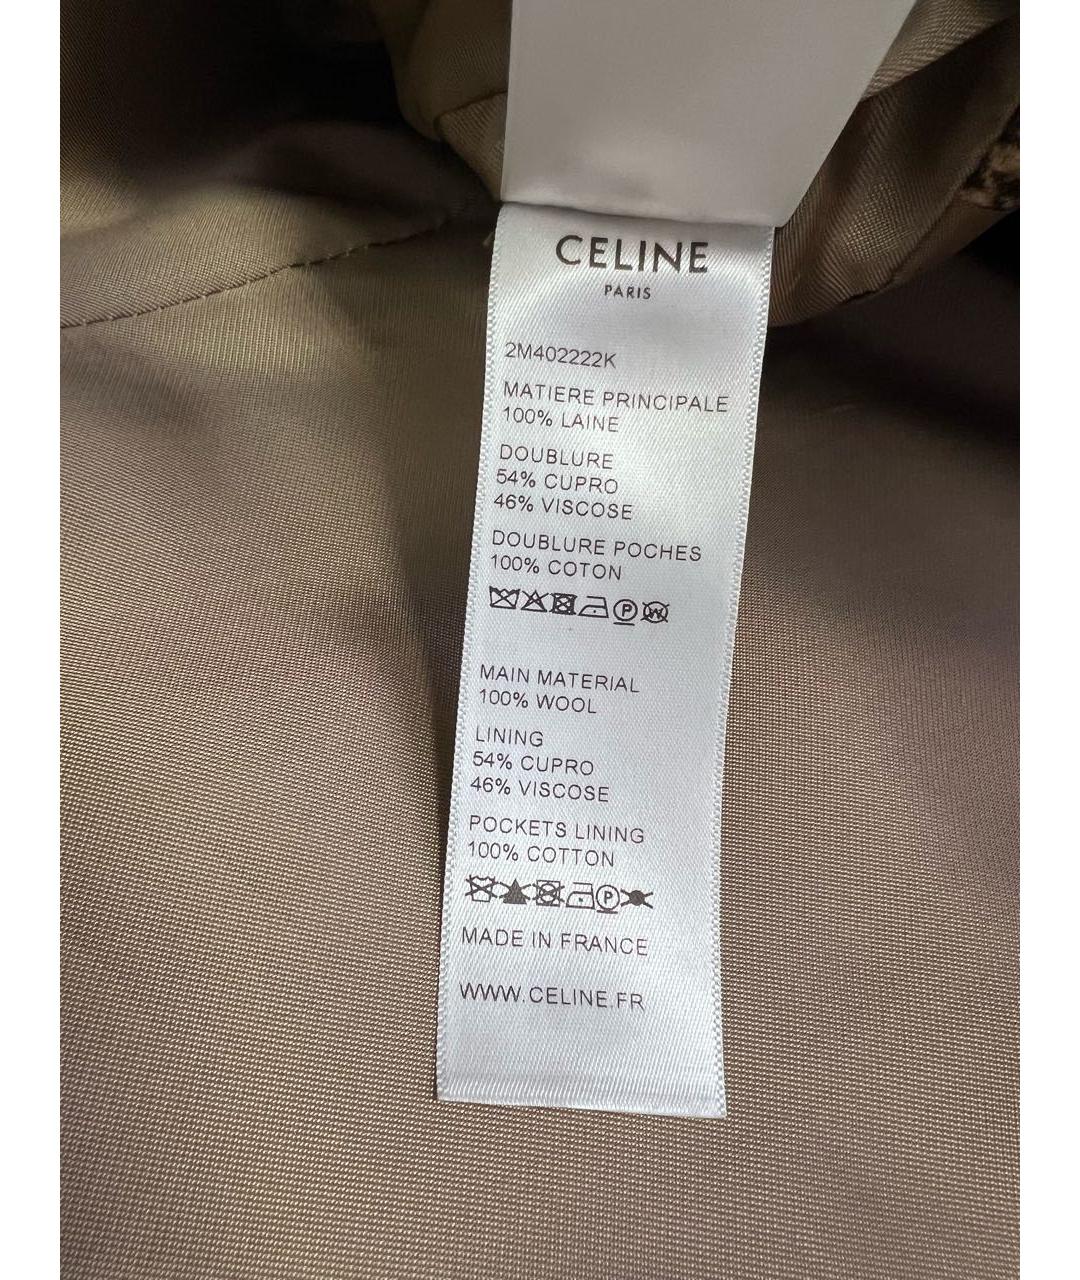 CELINE
PARIS
2M402222K
MATIERE PRINCIPALE
100% LAINE
DOUBLURE
54% CUPRO
46% VISCOSE
DOUBLURE POCHES
100% COTON
P W
MAIN MATERIAL
100% WOOL
LINING
54% CUPRO
46% VISCOSE
POCKETS LINING
100% COTTON
P
MADE IN FRANCE
WWW.CELINE.FR